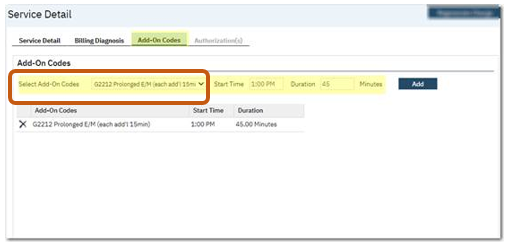 Service Detail
Service Detail Billing Diagnosis Add-On Codes Authorization(s)
Add-On Codes
Select Add-On Codes G2212 Prolonged E/M (each add'l 15mi Start Time 1:00 PM Duration 45 Minutes Add
Add-On Codes Start Time Duration
G2212 Prolonged E/M (each add'l 15min) 1:00 PM 45.00 Minutes